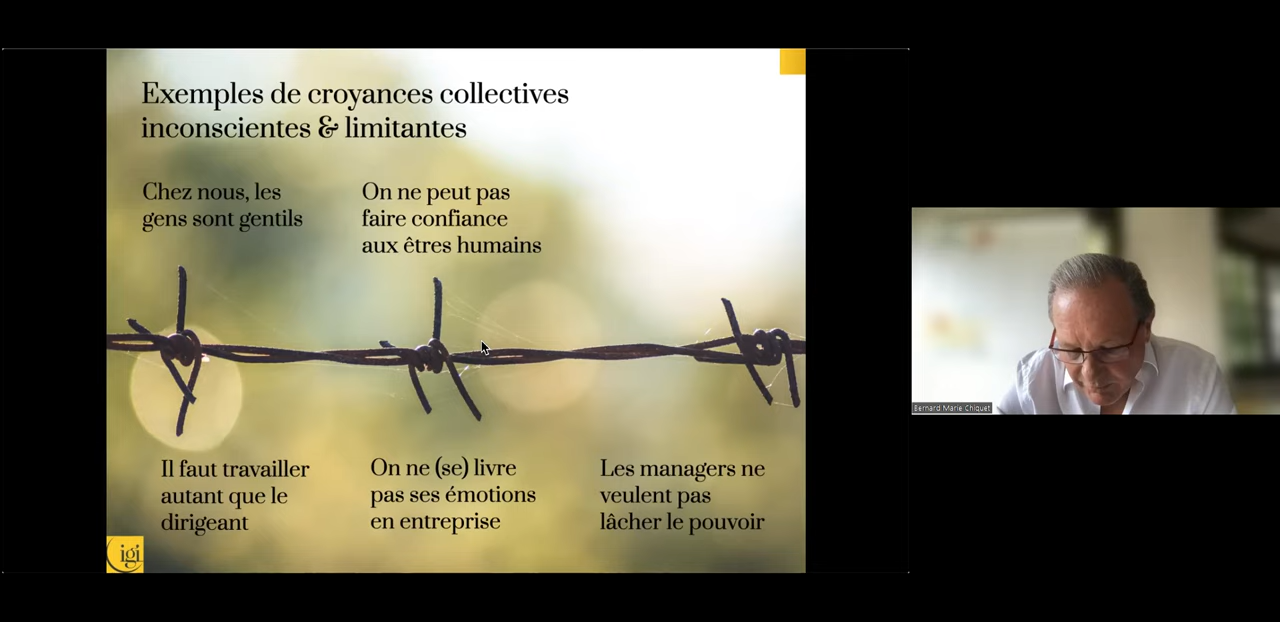 Exemples de croyances collectives
inconscientes & limitantes
Chez nous, les
gens sont gentils
On ne peut pas
faire confiance
aux êtres humains
Il faut travailler
autant que le
dirigeant
On ne (se) livre
pas ses émotions
en entreprise
Les managers ne
veulent pas
lâcher le pouvoir
igi
Bernard Marie Chiquet